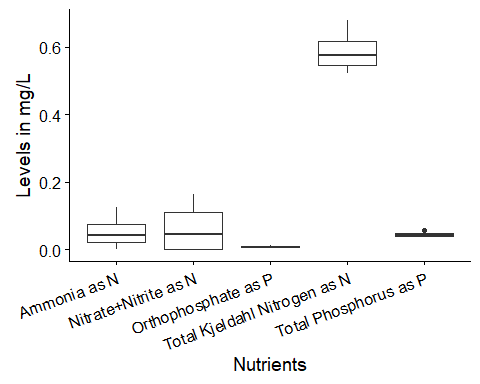 Levels in mg/L
0.6
0.4
0.2
0.0
Ammonia as N
Nitrate+Nitrite as N
Orthophosphate as P
Total Kjeldahl Nitrogen as N
Total Phosphorus as P
Nutrients